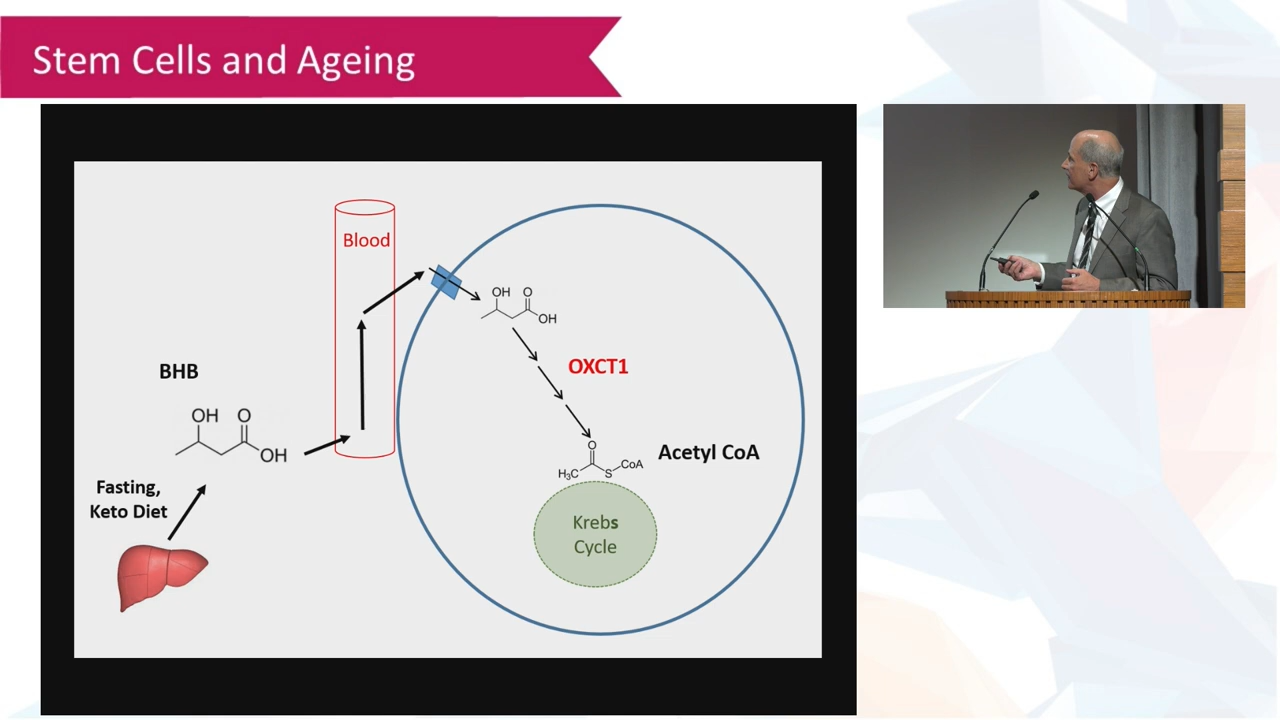 Stem Cells and Ageing
Blood
OH
O
OH
BHB
OXCT1
OH
O
OH
O
H₃C
S
CoA
Acetyl CoA
Fasting,
Keto Diet
Krebs
Cycle